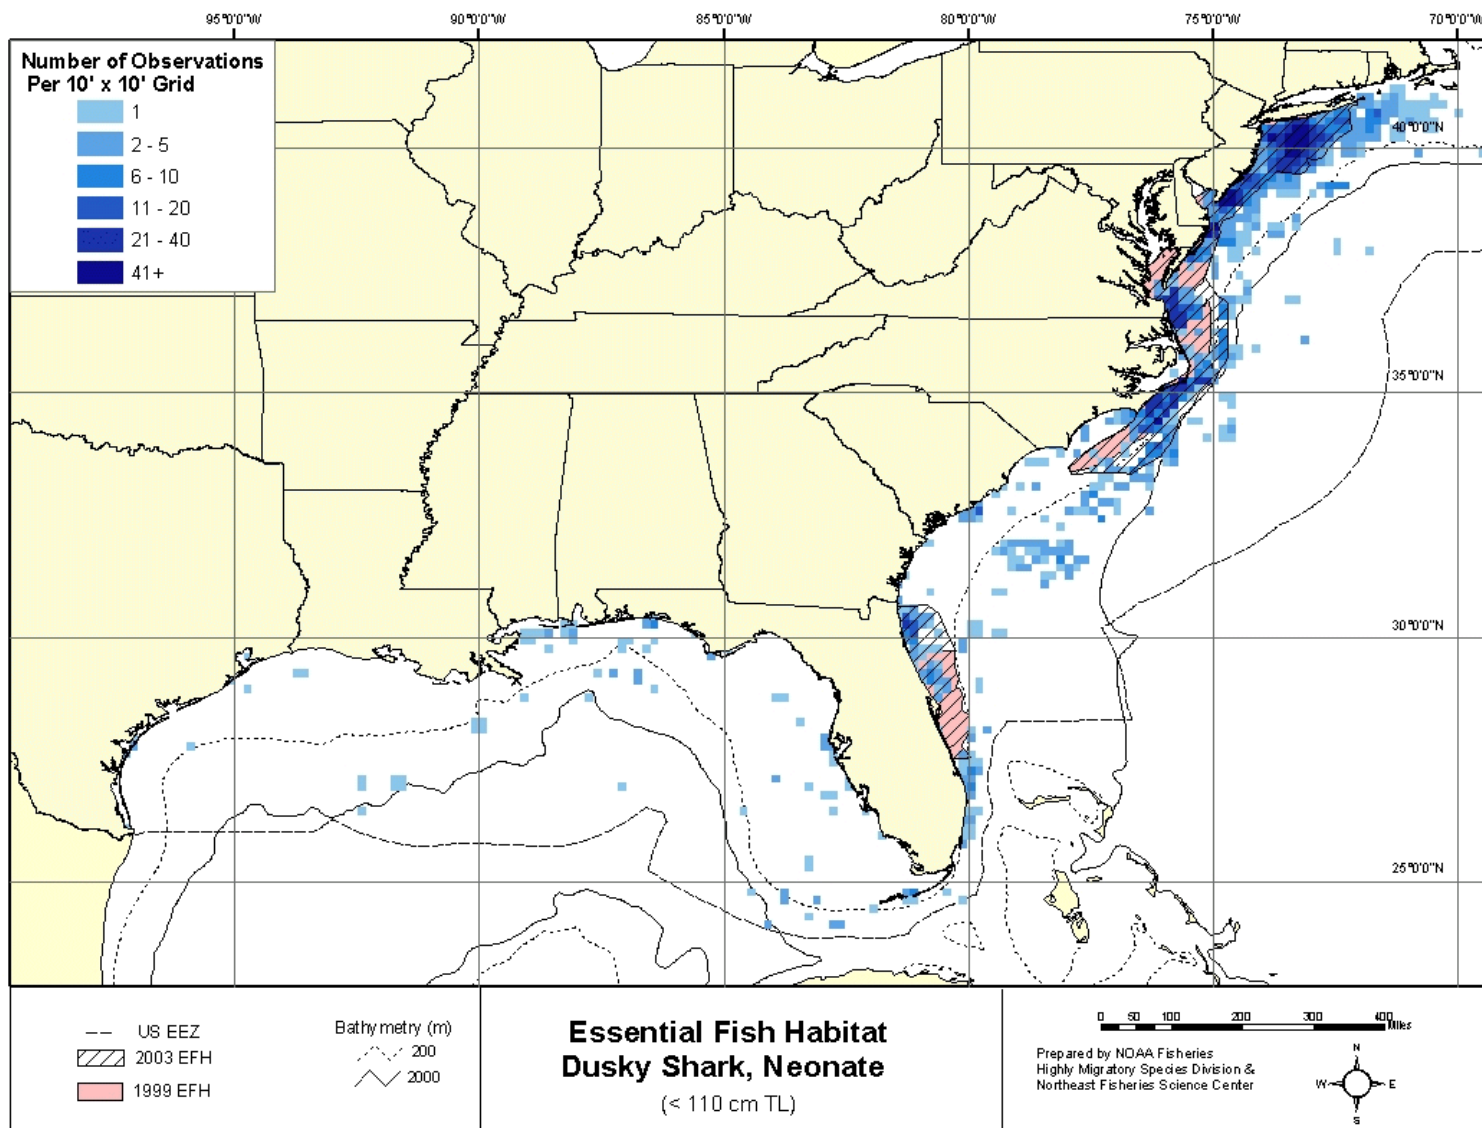 95°0'0"W 90°0'0"W 85°0'0"W 80°0'0"W 75°0'0"W 70°0'0"W
Number of Observations
Per 10' x 10' Grid
1
2 - 5
6 - 10
11 - 20
21 - 40
41+
40°0'0"N
35°0'0"N
30°0'0"N
25°0'0"N
US EEZ
2003 EFH
1999 EFH
Bathymetry (m)
200
2000
Essential Fish Habitat
Dusky Shark, Neonate
(< 110 cm TL)
0 50 100 200 300 400
Miles
Prepared by NOAA Fisheries
Highly Migratory Species Division &
Northeast Fisheries Science Center
N
W E
S